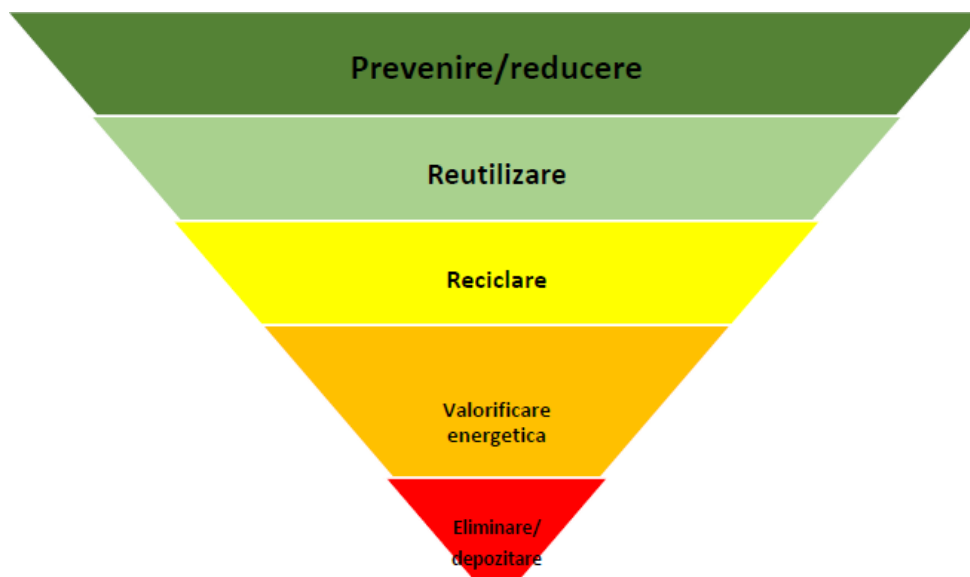 Prevenire/reducere
Reutilizare
Reciclare
Valorificare
energetica
Eliminare/
depozitare